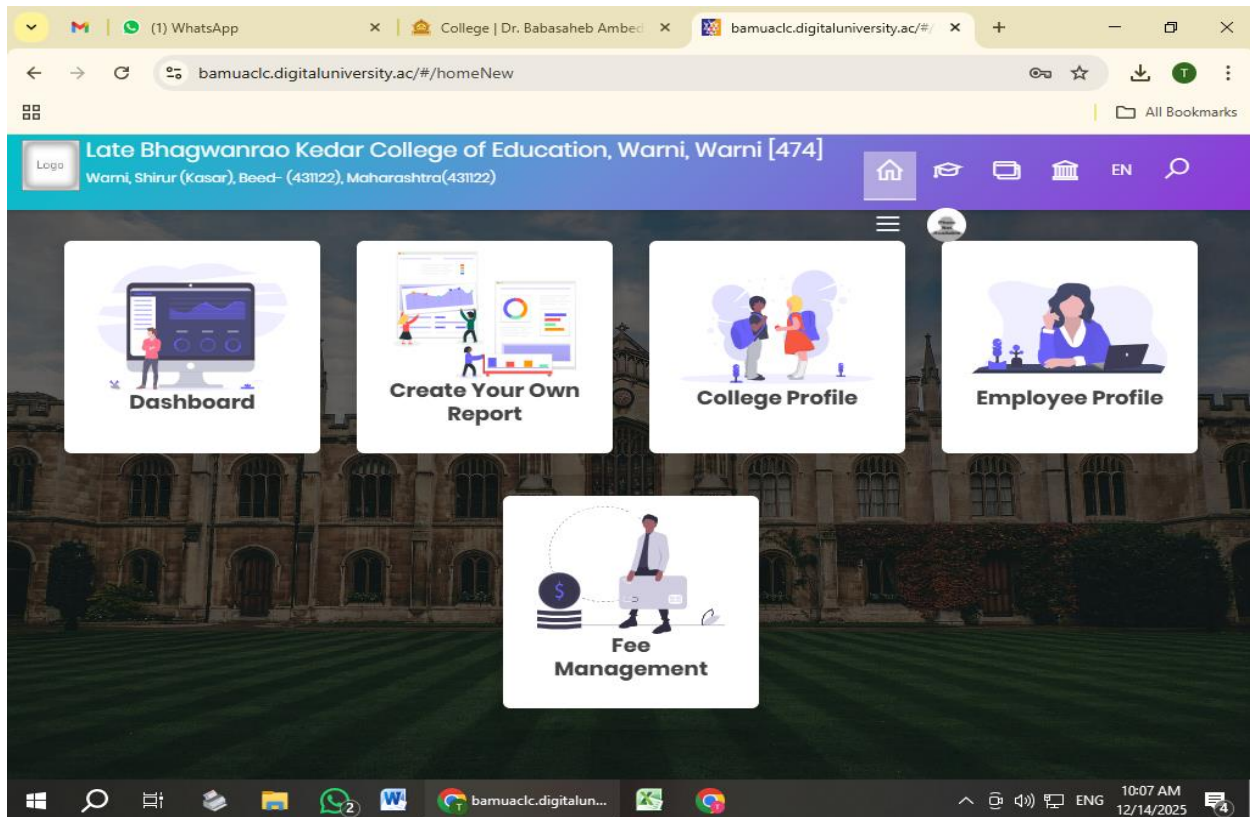 (1) WhatsApp
College | Dr. Babasaheb Ambed
bamuaclc.digitaluniversity.ac/#/
bamuaclc.digitaluniversity.ac/#/homeNew
T
All Bookmarks
Logo
Late Bhagwanrao Kedar College of Education, Warni, Warni [474]
Warni, Shirur (Kasar), Beed- (431122), Maharashtra(431122)
EN
Dashboard
Create Your Own
Report
College Profile
Employee Profile
$
Fee
Management
2
bamuaclc.digitalun...
ENG
10:07 AM
12/14/2025
4